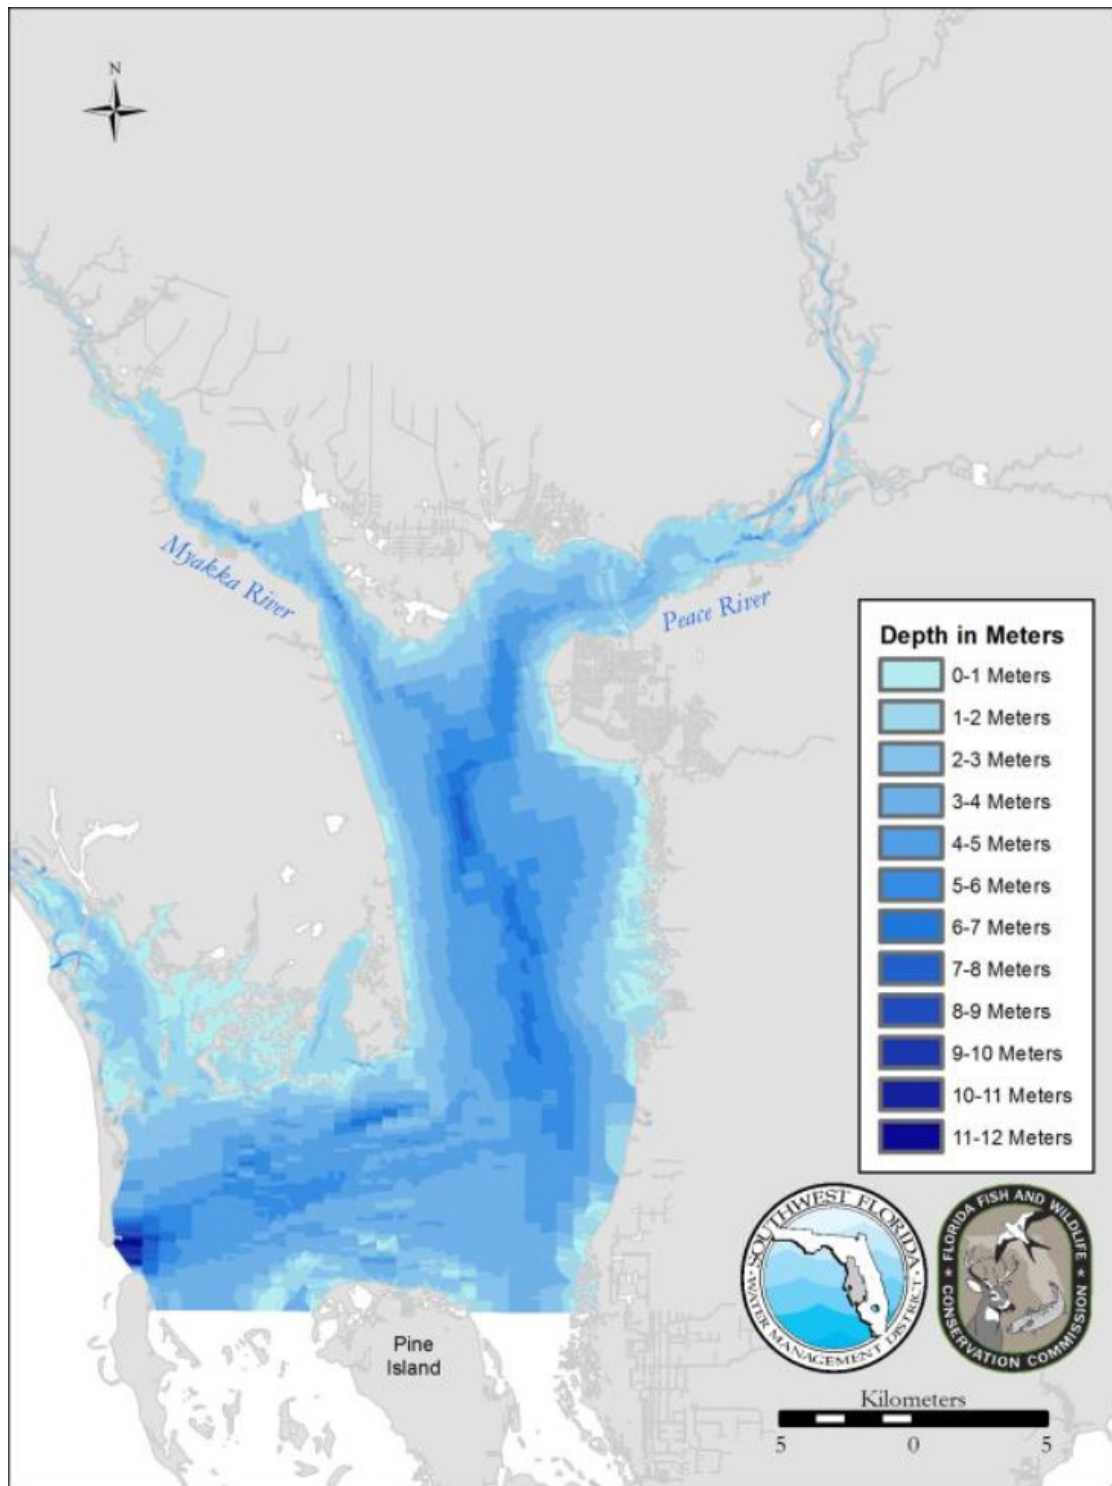 N
Myakka River
Peace River
Depth in Meters
0-1 Meters
1-2 Meters
2-3 Meters
3-4 Meters
4-5 Meters
5-6 Meters
6-7 Meters
7-8 Meters
8-9 Meters
9-10 Meters
10-11 Meters
11-12 Meters
SOUTHWEST FLORIDA
WATER MANAGEMENT DISTRICT
FLORIDA FISH AND WILDLIFE
CONSERVATION COMMISSION
Pine
Island
Kilometers
5 0 5